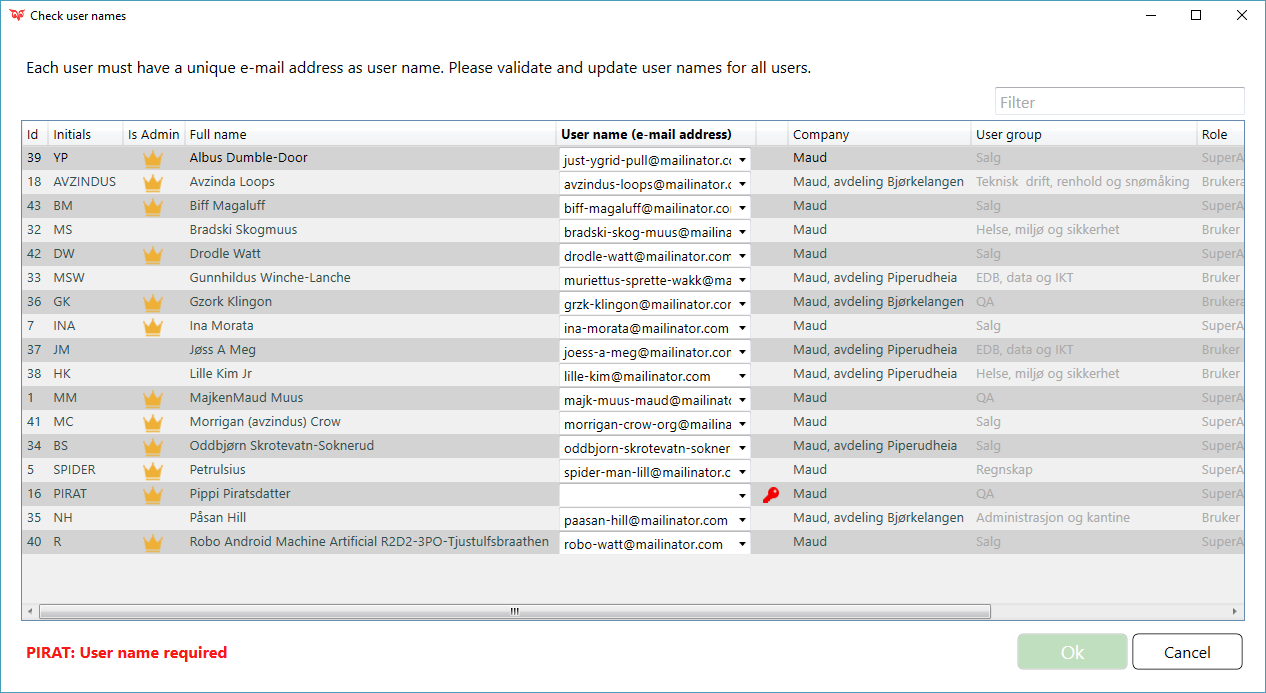 Check user names
Each user must have a unique e-mail address as user name. Please validate and update user names for all users.
Filter
Id Initials Is Admin Full name User name (e-mail address) Company User group Role
39 YP Albus Dumble-Door just-ygrid-pull@mailinator.cc Maud Salg SuperA
18 AVZINDUS Avzinda Loops avzindus-loops@mailinator.c Maud, avdeling Bjørkelangen Teknisk drift, renhold og snømåking Brukera
43 BM Biff Magaluff biff-magaluff@mailinator.co Maud Salg SuperA
32 MS Bradski Skogmuus bradski-skog-muus@mailina Maud Helse, miljø og sikkerhet Bruker
42 DW Drodle Watt drodle-watt@mailinator.com Maud Salg SuperA
33 MSW Gunnhildus Winche-Lanche muriettus-sprette-wakk@ma Maud, avdeling Piperudheia EDB, data og IKT Bruker
36 GK Gzork Klingon grzk-klingon@mailinator.cor Maud, avdeling Bjørkelangen QA Brukera
7 INA Ina Morata ina-morata@mailinator.com Maud Salg SuperA
37 JM Jøss A Meg joess-a-meg@mailinator.cor Maud, avdeling Piperudheia EDB, data og IKT Bruker
38 HK Lille Kim Jr lille-kim@mailinator.com Maud, avdeling Piperudheia Helse, miljø og sikkerhet Bruker
1 MM MajkenMaud Muus majk-muus-maud@mailinatc Maud QA SuperA
41 MC Morrigan (avzindus) Crow morrigan-crow-org@mailina Maud Salg SuperA
34 BS Oddbjørn Skrotevatn-Soknerud oddbjorn-skrotevatn-sokner Maud, avdeling Piperudheia Salg SuperA
5 SPIDER Petrulsius spider-man-lill@mailinator.c Maud Regnskap SuperA
16 PIRAT Pippi Piratsdatter Maud QA SuperA
35 NH Påsan Hill paasan-hill@mailinator.com Maud, avdeling Bjørkelangen Administrasjon og kantine Bruker
40 R Robo Android Machine Artificial R2D2-3PO-Tjustulfsbraathen robo-watt@mailinator.com Maud Salg SuperA
PIRAT: User name required
Ok Cancel